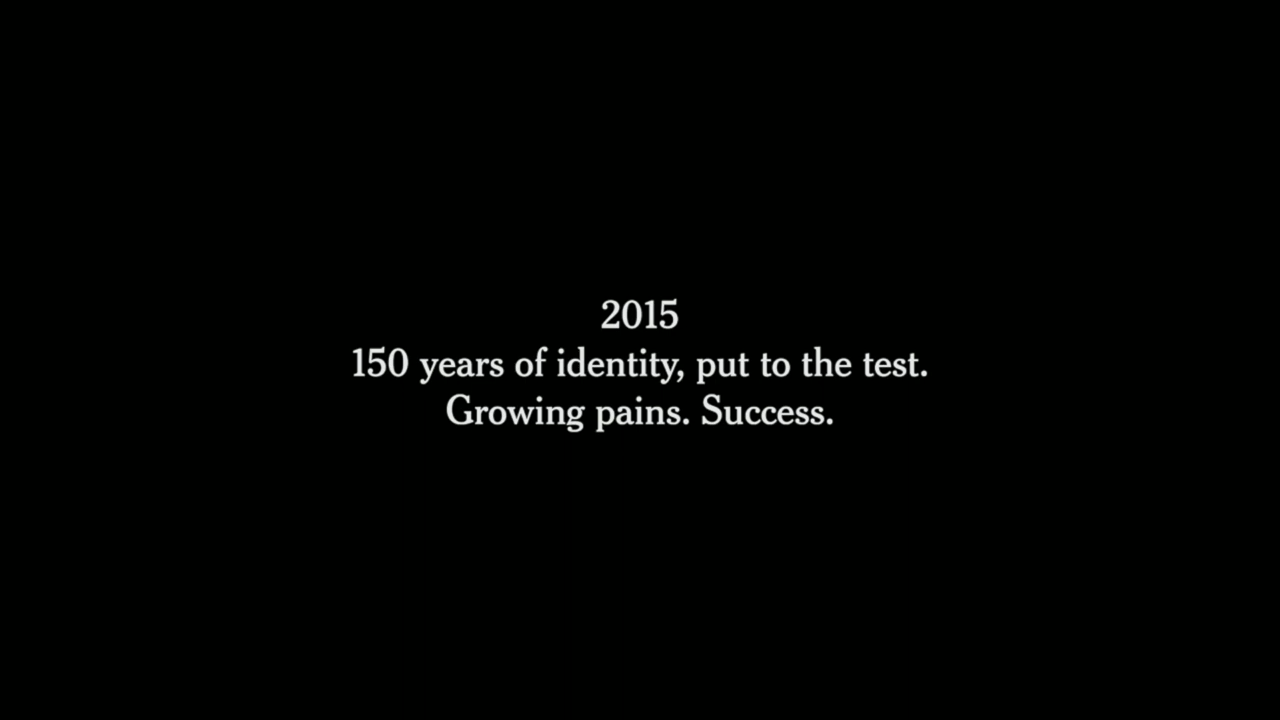 2015
150 years of identity, put to the test.
Growing pains. Success.